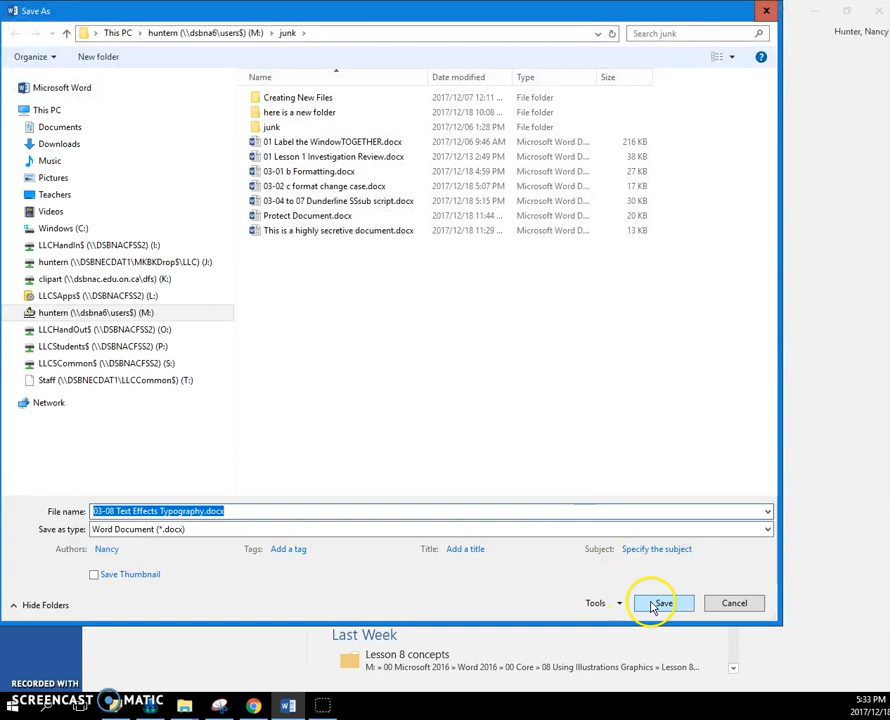 Save As
Hunter, Nancy
This PC > huntern (\\dsbna6\users$) (M:) > junk >
Search junk
Organize
New folder
Name
Date modified
Type
Size
Microsoft Word
This PC
Documents
Downloads
Music
Pictures
Teachers
Videos
Windows (C:)
LLCHandIn$ (\\DSBNACFSS2) (I:)
huntern (\\DSBNECDAT1\MKBKDrop$\LLC) (J:)
clipart (\\dsbnac.edu.on.ca\dfs) (K:)
LLCSApps$ (\\DSBNACFSS2) (L:)
huntern (\\dsbna6\users$) (M:)
LLCHandOut$ (\\DSBNACFSS2) (O:)
LLCStudents$ (\\DSBNACFSS2) (P:)
LLCSCommon$ (\\DSBNACFSS2) (S:)
Staff (\\DSBNECDAT1\LLCCommon$) (T:)
Network
Creating New Files 2017/12/07 12:11 ... File folder
here is a new folder 2017/12/18 10:08 ... File folder
junk 2017/12/06 1:28 PM File folder
01 Label the WindowTOGETHER.docx 2017/12/06 9:46 AM Microsoft Word D... 216 KB
01 Lesson 1 Investigation Review.docx 2017/12/13 2:49 PM Microsoft Word D... 38 KB
03-01 b Formatting.docx 2017/12/18 4:59 PM Microsoft Word D... 27 KB
03-02 c format change case.docx 2017/12/18 5:07 PM Microsoft Word D... 17 KB
03-04 to 07 Dunderline SSsub script.docx 2017/12/18 5:15 PM Microsoft Word D... 30 KB
Protect Document.docx 2017/12/18 11:44 ... Microsoft Word D... 20 KB
This is a highly secretive document.docx 2017/12/18 11:29 ... Microsoft Word D... 13 KB
File name: 03-08 Text Effects Typography.docx
Save as type: Word Document (*.docx)
Authors: Nancy
Tags: Add a tag
Title: Add a title
Subject: Specify the subject
Save Thumbnail
Hide Folders
Tools
Save
Cancel
Last Week
Lesson 8 concepts
M: » 00 Microsoft 2016 » Word 2016 » 00 Core » 08 Using Illustrations Graphics » Lesson 8...
RECORDED WITH
SCREENCAST MATIC
5:33 PM
2017/12/18